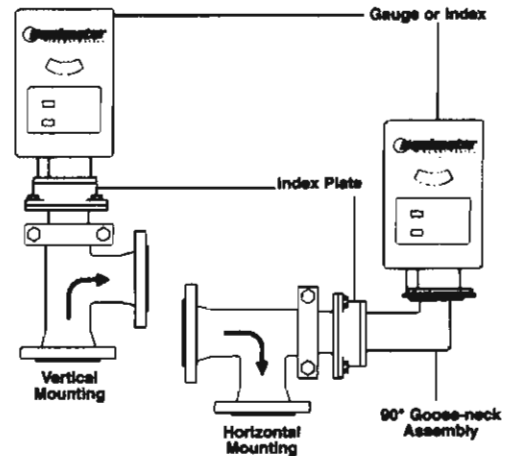 Gauge or Index
Index Plate
Vertical
Mounting
Horizontal
Mounting
90° Goose-neck
Assembly